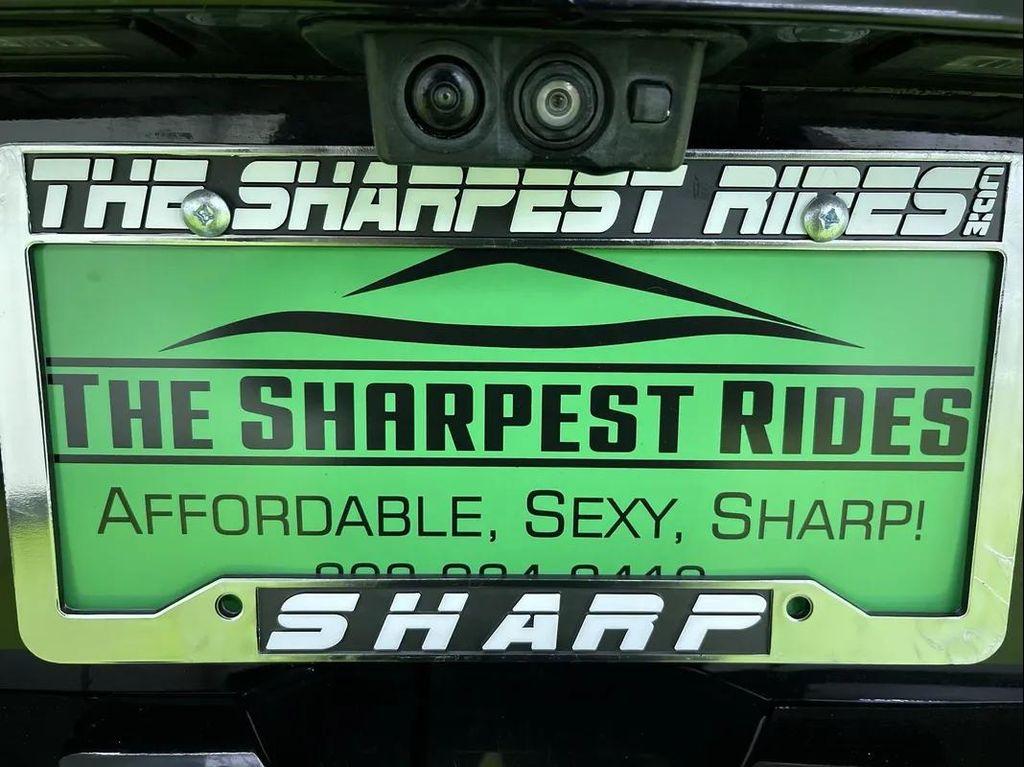 THE SHARPEST RIDES.COM
THE SHARPEST RIDES
AFFORDABLE, SEXY, SHARP!
SHARP